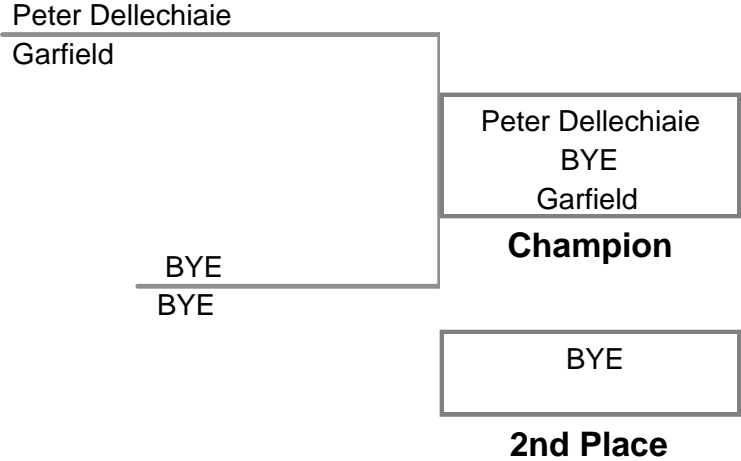 Peter Dellechiaie
Garfield
Peter Dellechiaie
BYE
Garfield
Champion
BYE
BYE
BYE
2nd Place